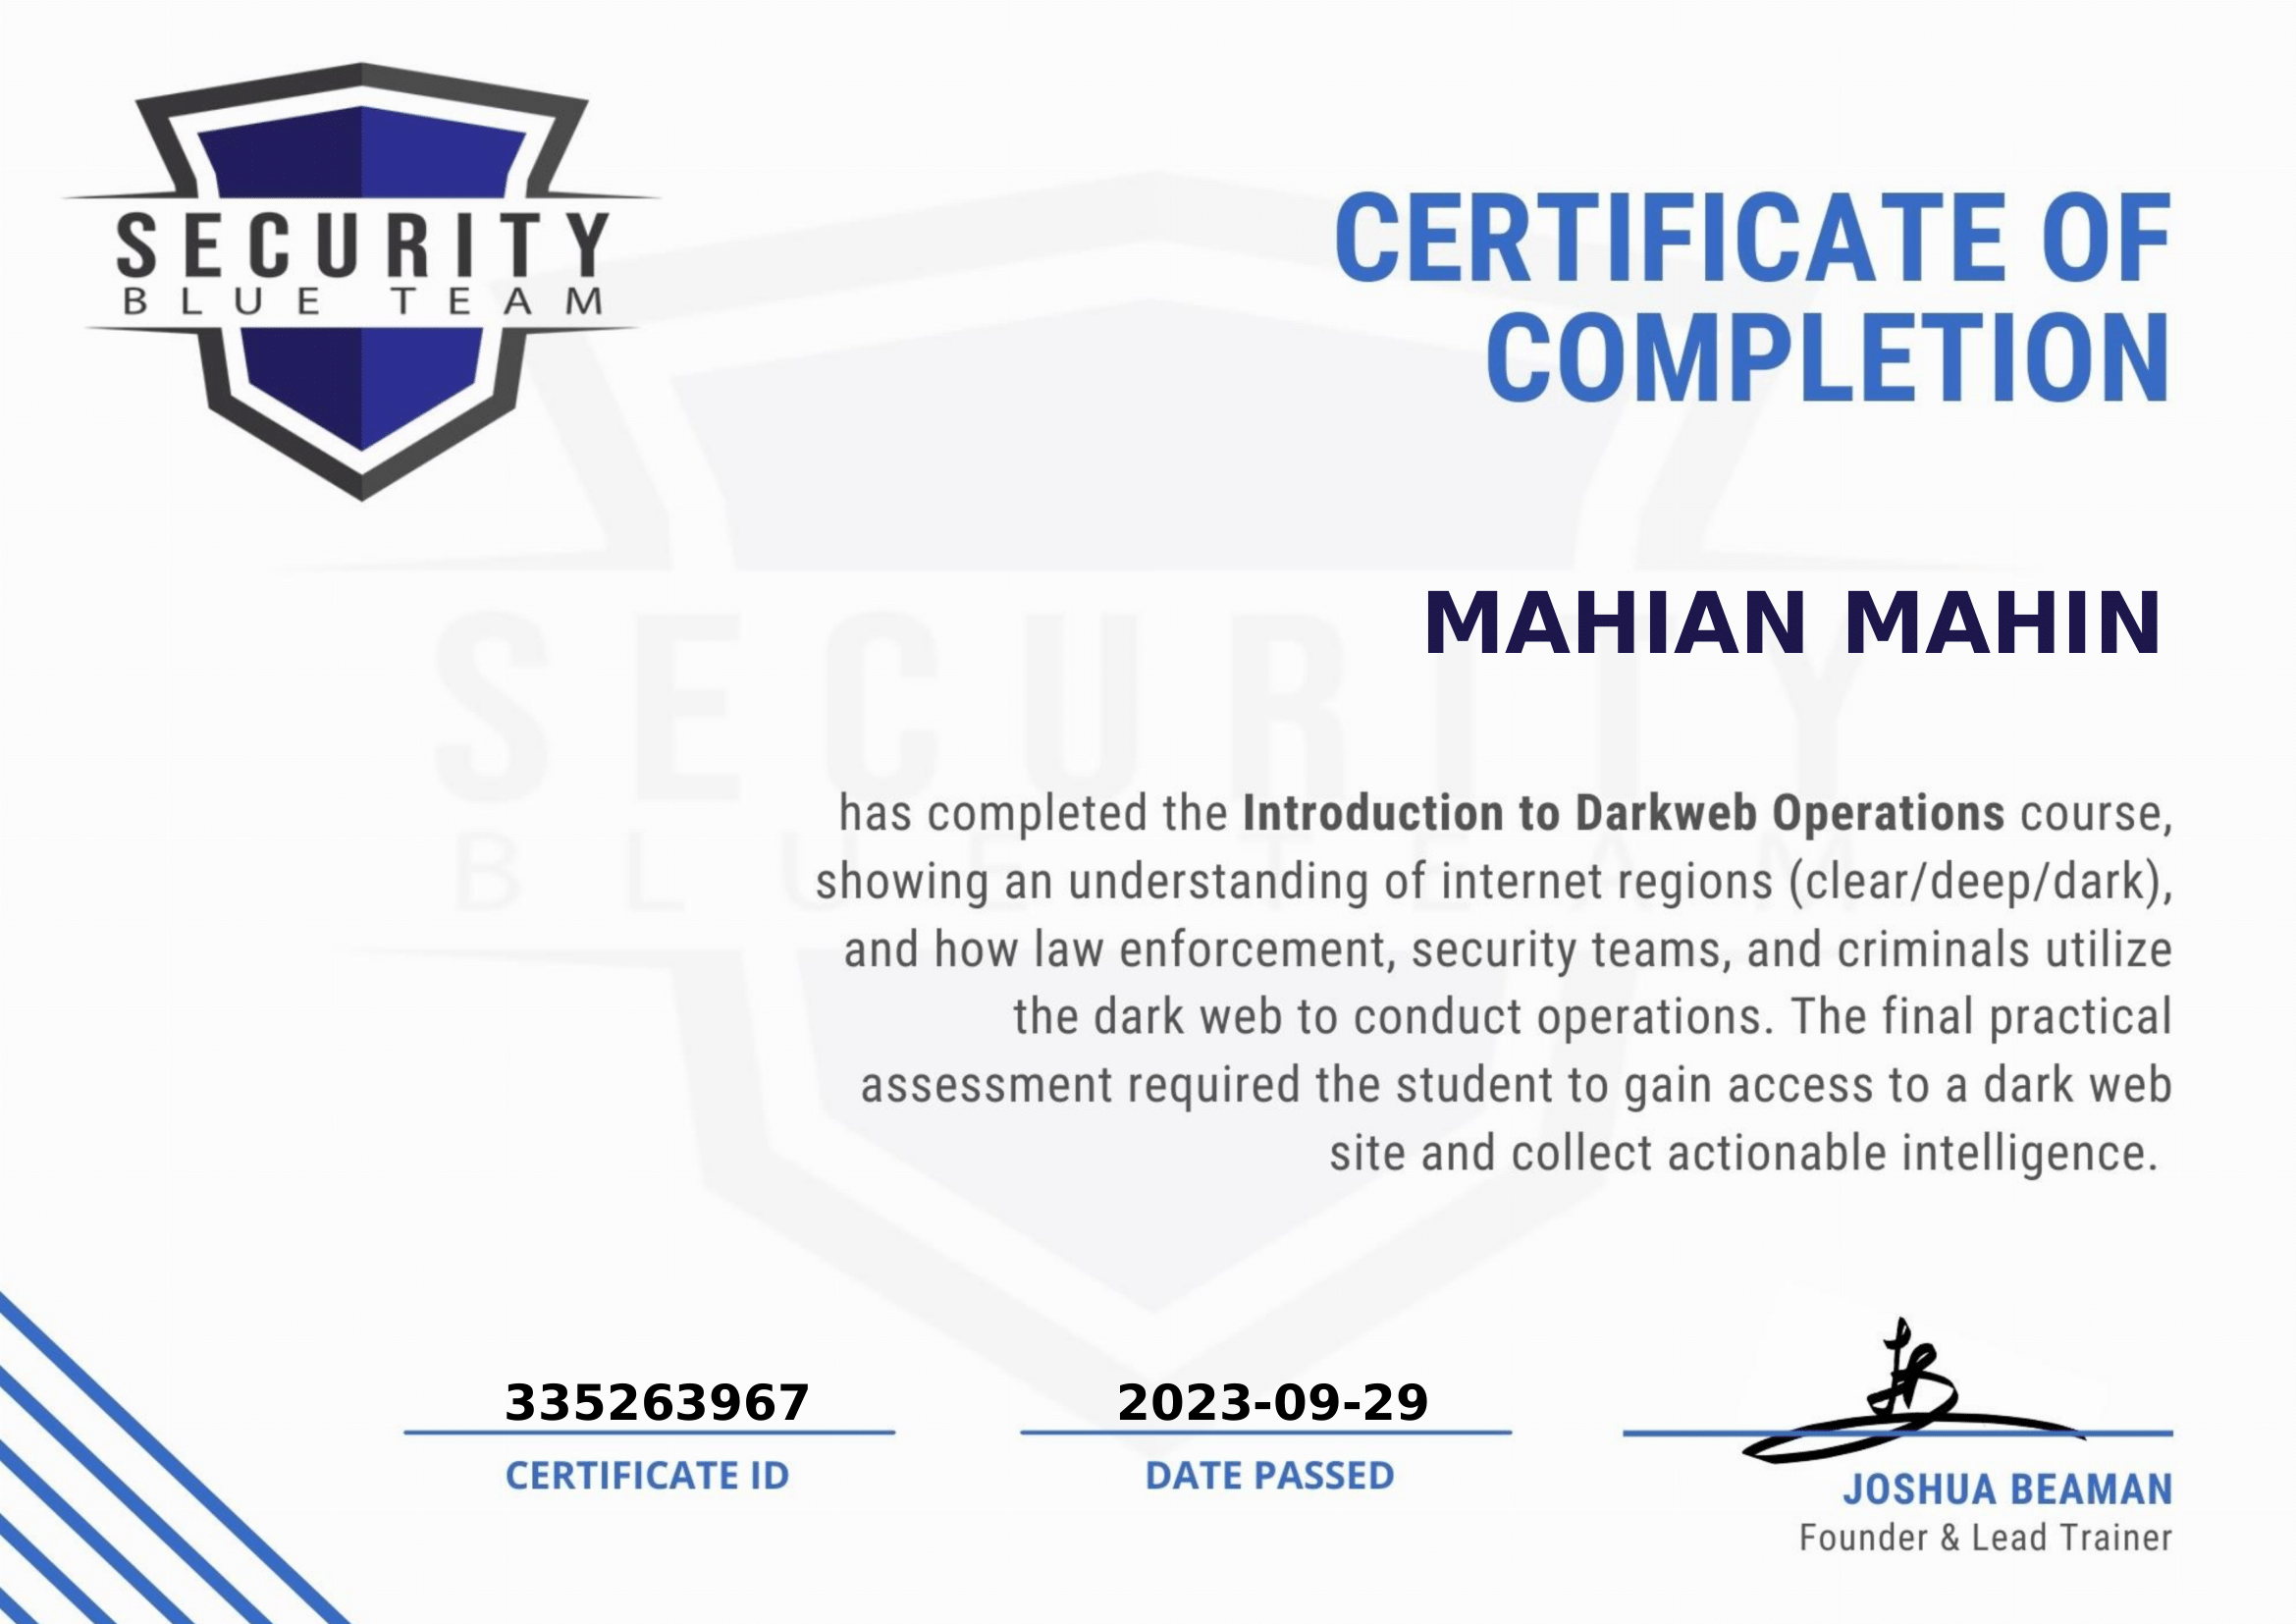 SECURITY
BLUE TEAM
CERTIFICATE OF
COMPLETION
MAHIAN MAHIN
SECURITY
BLUE TEAM
has completed the Introduction to Darkweb Operations course,
showing an understanding of internet regions (clear/deep/dark),
and how law enforcement, security teams, and criminals utilize
the dark web to conduct operations. The final practical
assessment required the student to gain access to a dark web
site and collect actionable intelligence.
335263967
CERTIFICATE ID
2023-09-29
DATE PASSED
JOSHUA BEAMAN
Founder & Lead Trainer